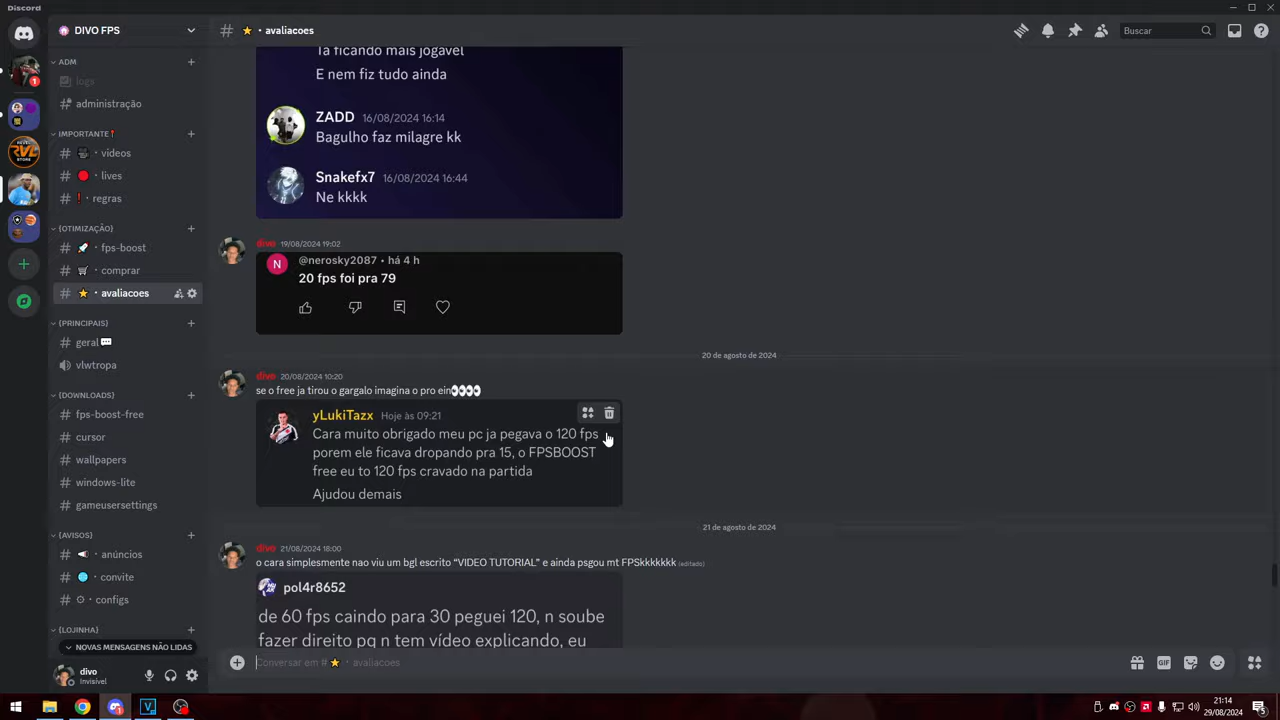 Discord
DIVO FPS
ADM
logs
administração
IMPORTANTE
videos
lives
regras
{OTIMIZAÇÃO}
fps-boost
comprar
avaliacoes
{PRINCIPAIS}
geral
vlwtropa
{DOWNLOADS}
fps-boost-free
cursor
wallpapers
windows-lite
gameusersettings
{AVISOS}
anúncios
convite
configs
{LOJINHA}
NOVAS MENSAGENS NÃO LIDAS
divo
Invisível
avaliacoes
Buscar
Ta ficando mais jogavel
E nem fiz tudo ainda
ZADD 16/08/2024 16:14
Bagulho faz milagre kk
Snakefx7 16/08/2024 16:44
Ne kkkk
divo 19/08/2024 19:02
N @nerosky2087 • há 4 h
20 fps foi pra 79
20 de agosto de 2024
divo 20/08/2024 10:20
se o free ja tirou o gargalo imagina o pro ein👀👀
yLukiTazx Hoje às 09:21
Cara muito obrigado meu pc ja pegava o 120 fps
porem ele ficava dropando pra 15, o FPSBOOST
free eu to 120 fps cravado na partida
Ajudou demais
21 de agosto de 2024
divo 21/08/2024 18:00
o cara simplesmente nao viu um bgl escrito “VIDEO TUTORIAL” e ainda psgou mt FPSkkkkkkk (editado)
pol4r8652
de 60 fps caindo para 30 peguei 120, n soube
fazer direito pq n tem vídeo explicando, eu
Conversar em #⭐・avaliacoes
GIF
21:14
29/08/2024